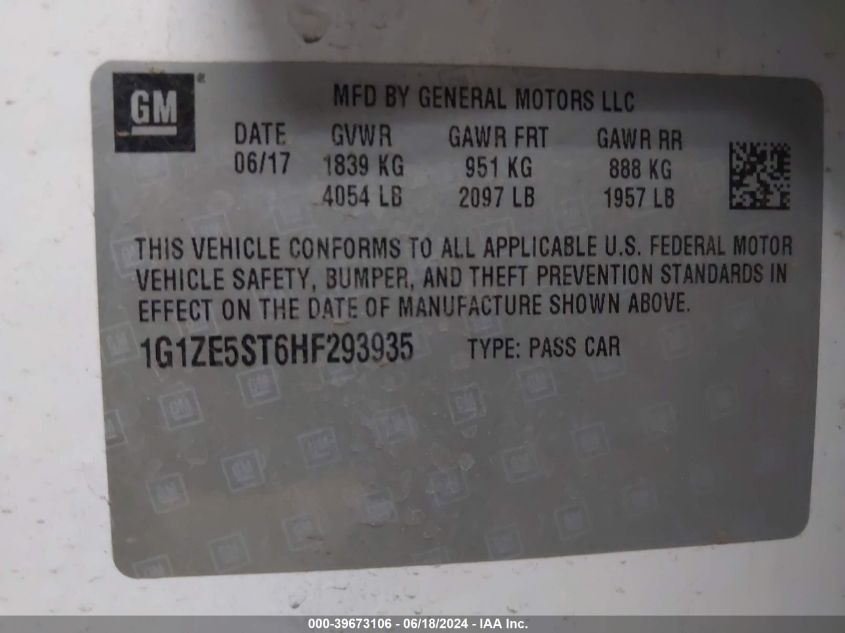 GM ®
MFD BY GENERAL MOTORS LLC
DATE GVWR GAWR FRT GAWR RR
06/17 1839 KG 951 KG 888 KG
4054 LB 2097 LB 1957 LB
THIS VEHICLE CONFORMS TO ALL APPLICABLE U.S. FEDERAL MOTOR
VEHICLE SAFETY, BUMPER, AND THEFT PREVENTION STANDARDS IN
EFFECT ON THE DATE OF MANUFACTURE SHOWN ABOVE.
1G1ZE5ST6HF293935 TYPE: PASS CAR
000-39673106 - 06/18/2024 - IAA Inc.